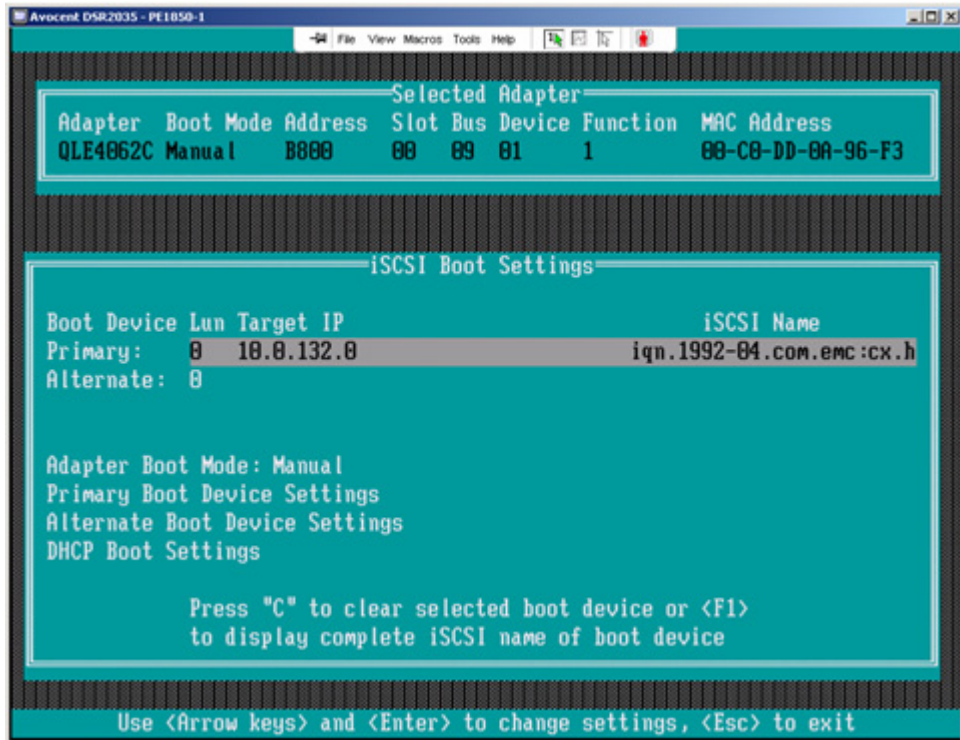 Avocent DSR2035 - PE1850-1
File View Macros Tools Help
Selected Adapter
Adapter Boot Mode Address Slot Bus Device Function MAC Address
QLE4062C Manual B800 00 09 01 1 00-C0-DD-0A-96-F3
iSCSI Boot Settings
Boot Device Lun Target IP iSCSI Name
Primary: 0 10.0.132.0 iqn.1992-04.com.emc:cx.h
Alternate: 0
Adapter Boot Mode: Manual
Primary Boot Device Settings
Alternate Boot Device Settings
DHCP Boot Settings
Press "C" to clear selected boot device or <F1>
to display complete iSCSI name of boot device
Use <Arrow keys> and <Enter> to change settings, <Esc> to exit